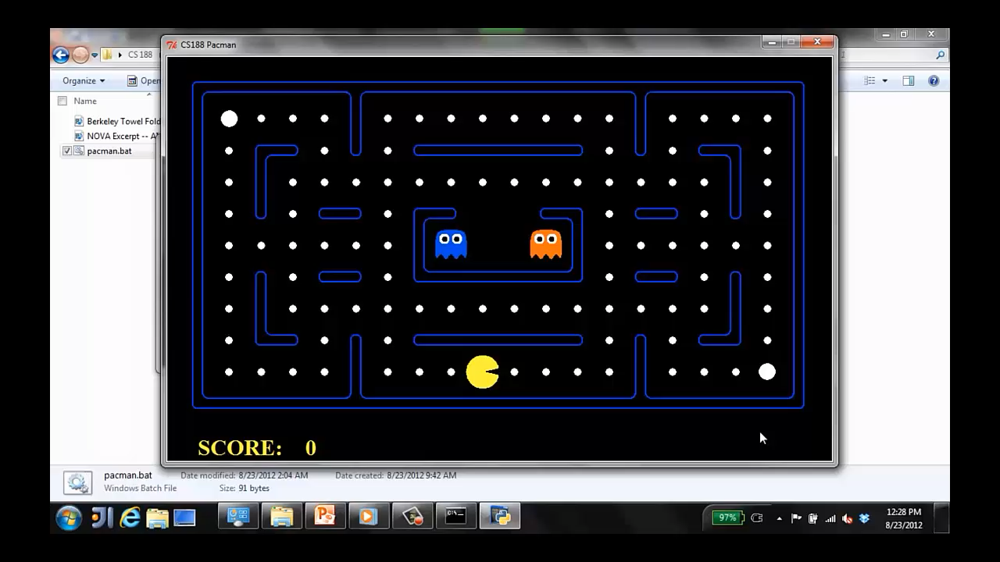 CS188 Pacman
CS 188
Organize
Open
Name
Berkeley Towel Fold
NOVA Excerpt -- A
pacman.bat
SCORE: 0
pacman.bat
Date modified: 8/23/2012 2:04 AM
Date created: 8/23/2012 9:42 AM
Windows Batch File
Size: 91 bytes
97%
12:28 PM
8/23/2012